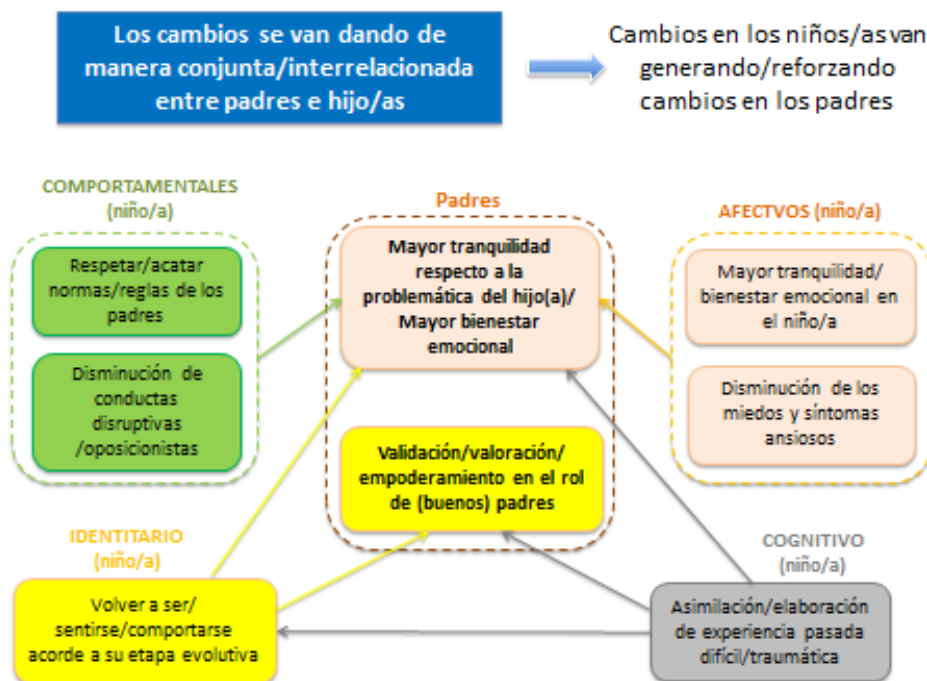 Los cambios se van dando de
manera conjunta/interrelacionada
entre padres e hijo/as
Cambios en los niños/as van
generando/reforzando
cambios en los padres
COMPORTAMENTALES
(niño/a)
Respetar/acatar
normas/reglas de los
padres
Disminución de
conductas
disruptivas
/oposicionistas
Padres
Mayor tranquilidad
respecto a la
problemática del hijo(a)/
Mayor bienestar
emocional
Validación/valoración/
empoderamiento en el rol
de (buenos) padres
AFECTVOS (niño/a)
Mayor tranquilidad/
bienestar emocional en
el niño/a
Disminución de los
miedos y síntomas
ansiosos
IDENTITARIO
(niño/a)
Volver a ser/
sentirse/comportarse
acorde a su etapa evolutiva
COGNITIVO
(niño/a)
Asimilación/elaboración
de experiencia pasada
difícil/traumática